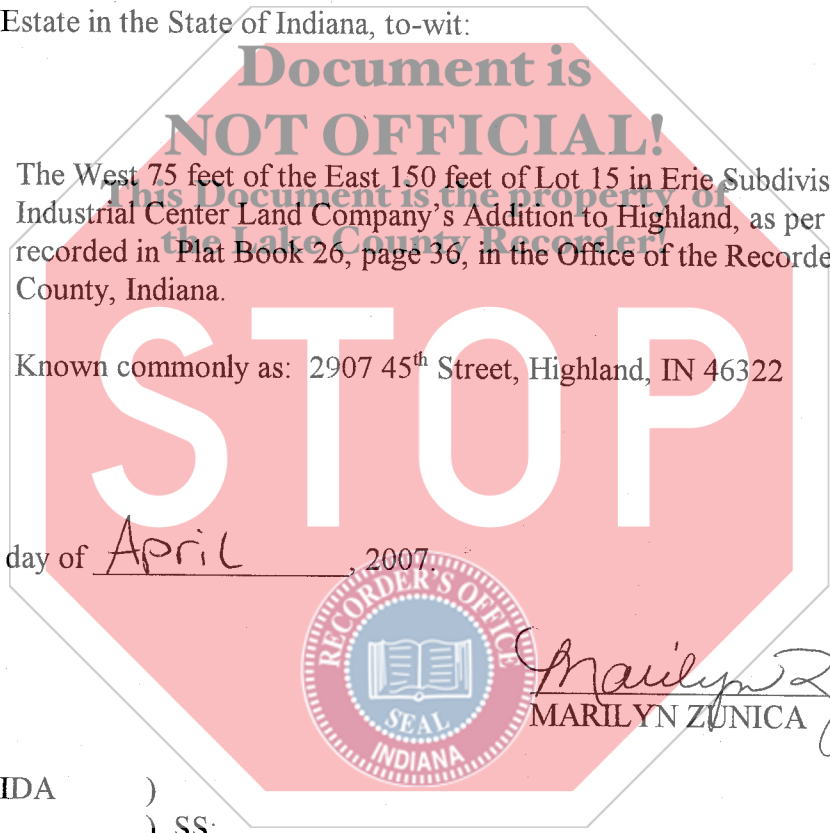 Estate in the State of Indiana, to-wit:
Document is
NOT OFFICIAL!
The West 75 feet of the East 150 feet of Lot 15 in Erie Subdivis
This Document is the property of
Industrial Center Land Company's Addition to Highland, as per
the Lake County Recorder!
recorded in Plat Book 26, page 36, in the Office of the Recorde
County, Indiana.
Known commonly as: 2907 45th Street, Highland, IN 46322
STOP
day of April, 2007.
RECORDER'S OFFICE
SEAL
INDIANA
Marilyn
MARILYN ZUNICA
IDA )
) SS: